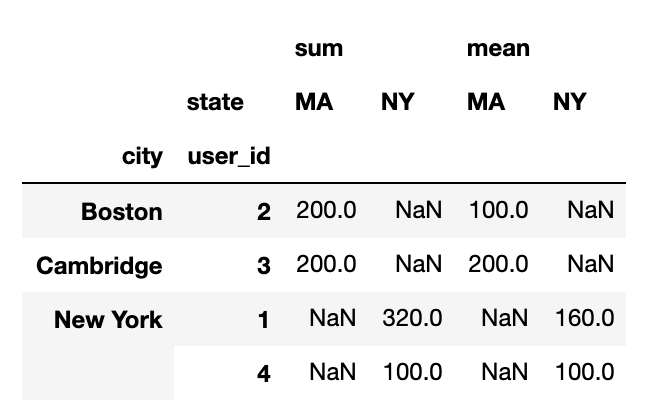 sum mean
state MA NY MA NY
city user_id
Boston 2 200.0 NaN 100.0 NaN
Cambridge 3 200.0 NaN 200.0 NaN
New York 1 NaN 320.0 NaN 160.0
4 NaN 100.0 NaN 100.0